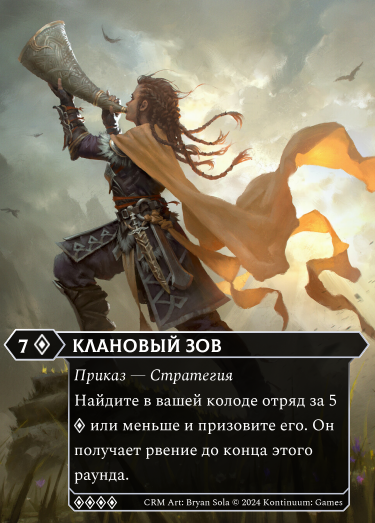 7 КЛАНОВЫЙ ЗОВ
Приказ — Стратегия
Найдите в вашей колоде отряд за 5
или меньше и призовите его. Он
получает рвение до конца этого
раунда.
CRM Art: Bryan Sola © 2024 Kontinuum: Games